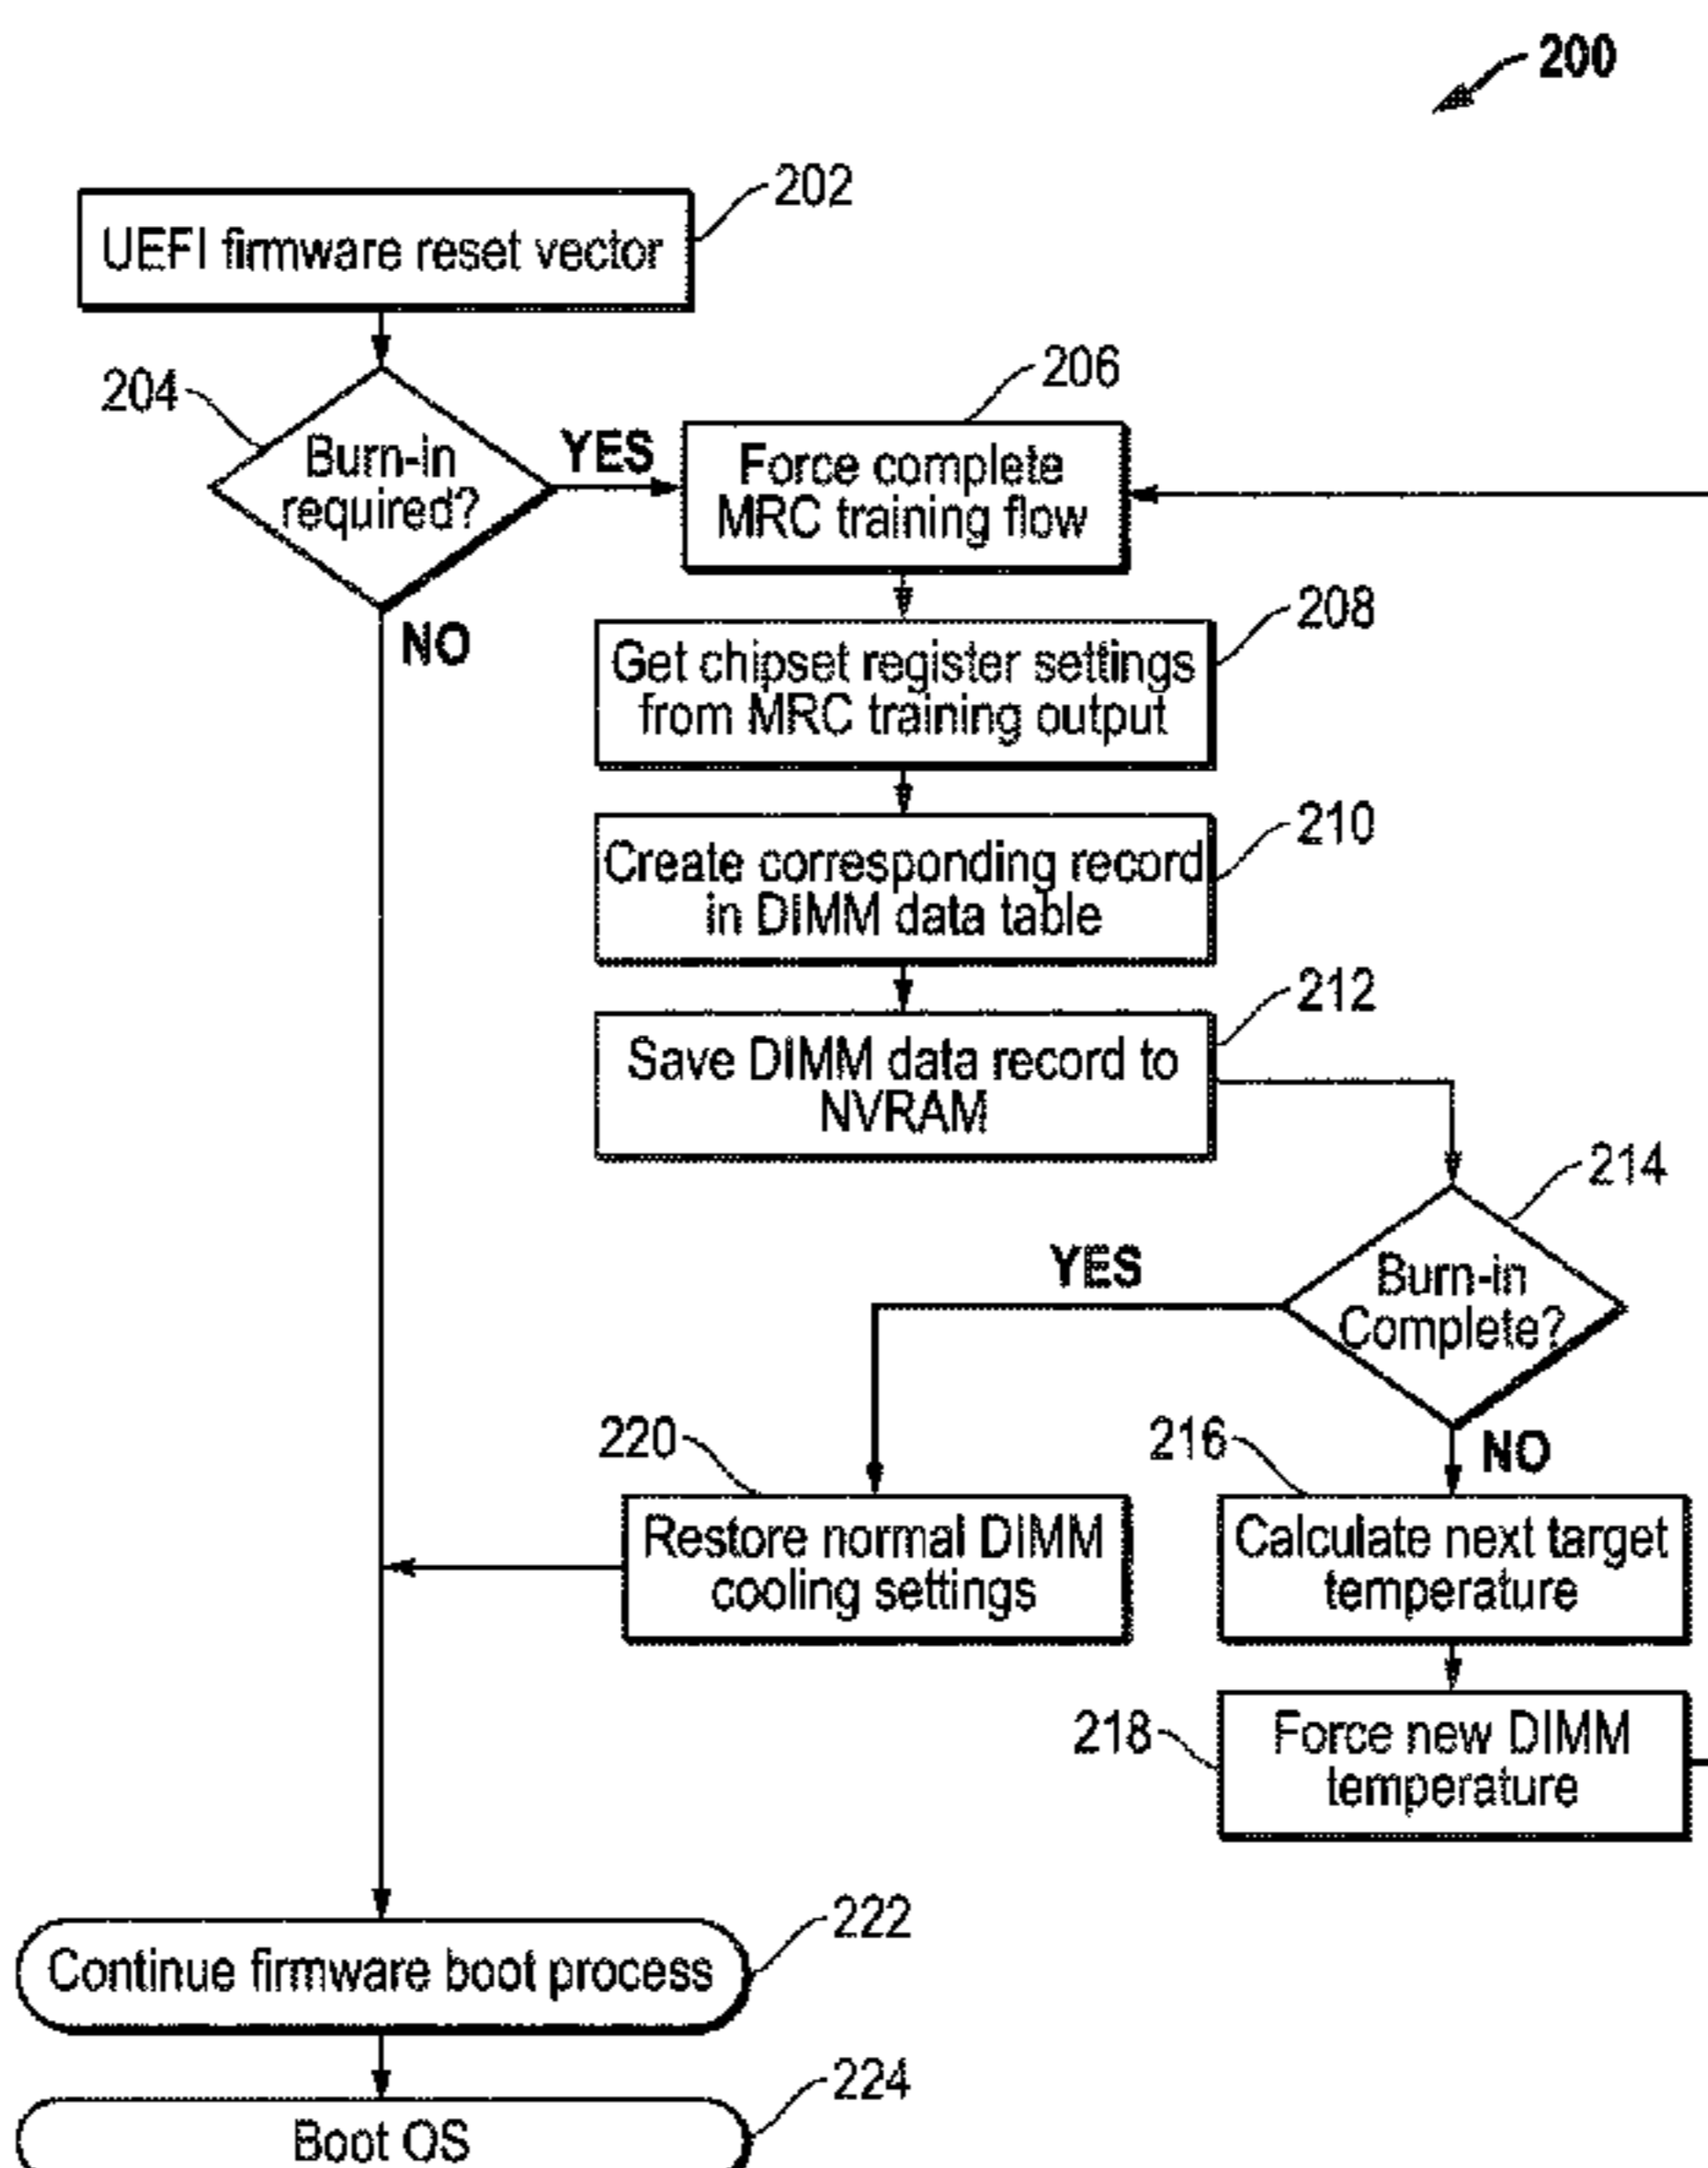 200
202
UEFI firmware reset vector
204
Burn-in
required?
YES
NO
206
Force complete
MRC training flow
208
Get chipset register settings
from MRC training output
210
Create corresponding record
in DIMM data table
212
Save DIMM data record to
NVRAM
214
Burn-in
Complete?
YES
NO
220
Restore normal DIMM
cooling settings
216
Calculate next target
temperature
218
Force new DIMM
temperature
222
Continue firmware boot process
224
Boot OS